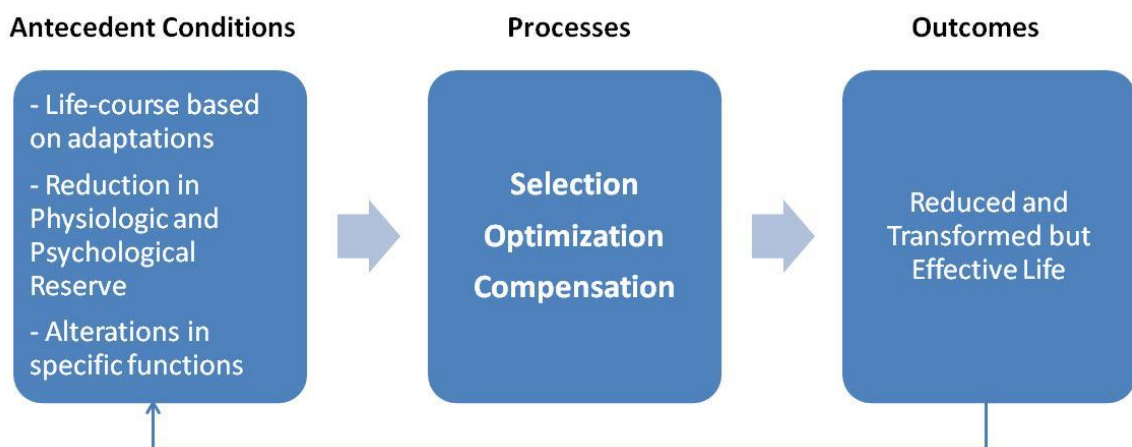 Antecedent Conditions
Processes
Outcomes
- Life-course based
on adaptations
- Reduction in
Physiologic and
Psychological
Reserve
- Alterations in
specific functions
Selection
Optimization
Compensation
Reduced and
Transformed but
Effective Life